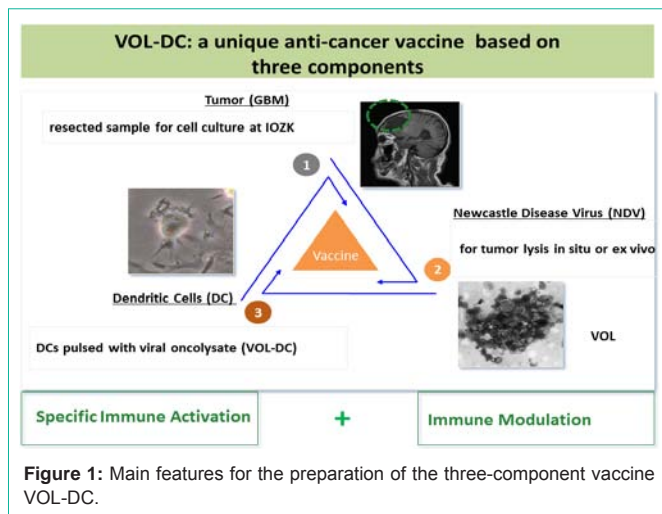 VOL-DC: a unique anti-cancer vaccine based on
three components
Tumor (GBM)
resected sample for cell culture at IOZK
1
Newcastle Disease Virus (NDV)
for tumor lysis in situ or ex vivo
Vaccine
2
Dendritic Cells (DC)
3
DCs pulsed with viral oncolysate (VOL-DC)
VOL
Specific Immune Activation
+
Immune Modulation
Figure 1: Main features for the preparation of the three-component vaccine
VOL-DC.